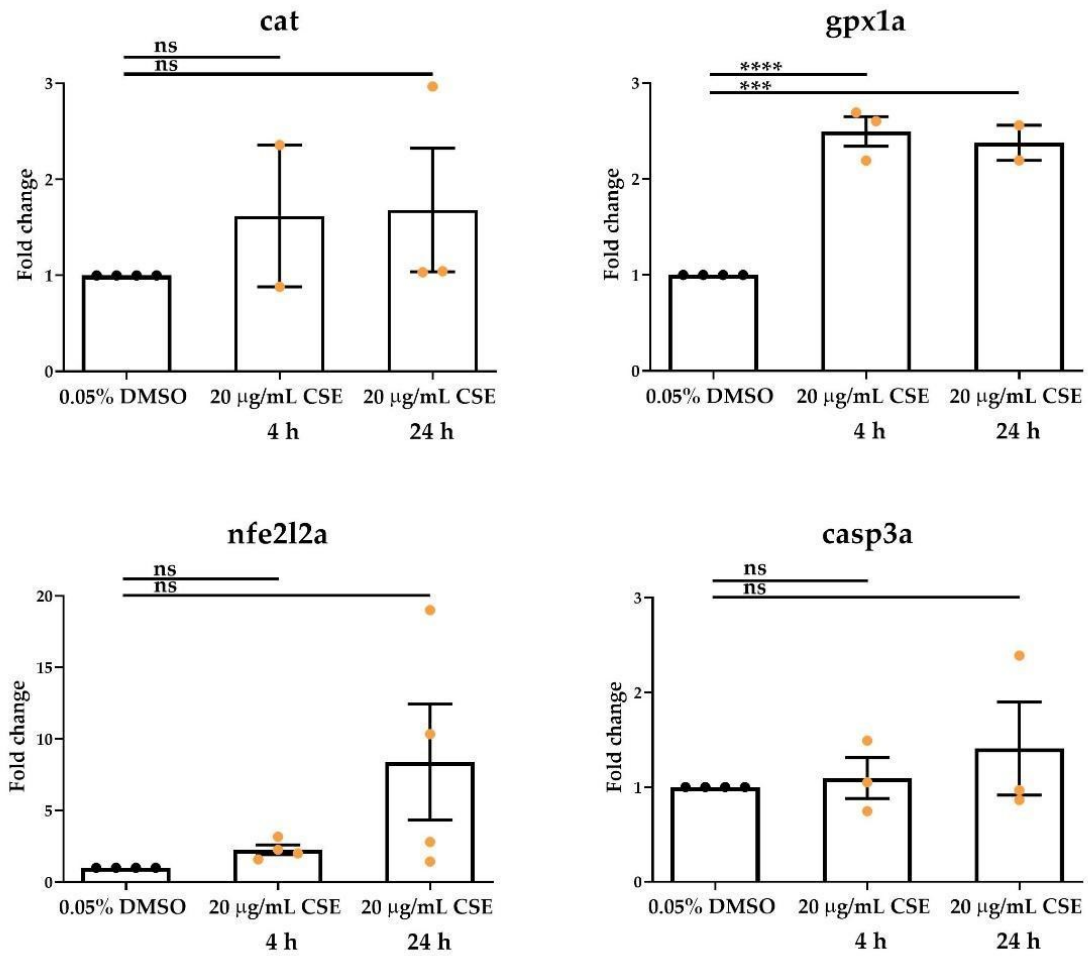 cat
ns
ns
3
2
1
0
Fold change
0.05% DMSO 20 µg/mL CSE 20 µg/mL CSE
4 h 24 h
gpx1a
****
***
3
2
1
0
Fold change
0.05% DMSO 20 µg/mL CSE 20 µg/mL CSE
4 h 24 h
nfe2l2a
ns
ns
20
15
10
5
0
Fold change
0.05% DMSO 20 µg/mL CSE 20 µg/mL CSE
4 h 24 h
casp3a
ns
ns
3
2
1
0
Fold change
0.05% DMSO 20 µg/mL CSE 20 µg/mL CSE
4 h 24 h